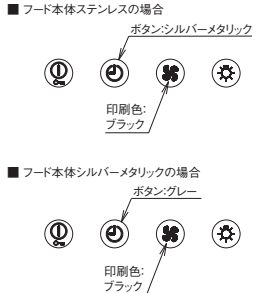 ■ フード本体ステンレスの場合
ボタン:シルバーメタリック
印刷色:
ブラック
■ フード本体シルバーメタリックの場合
ボタン:グレー
印刷色:
ブラック